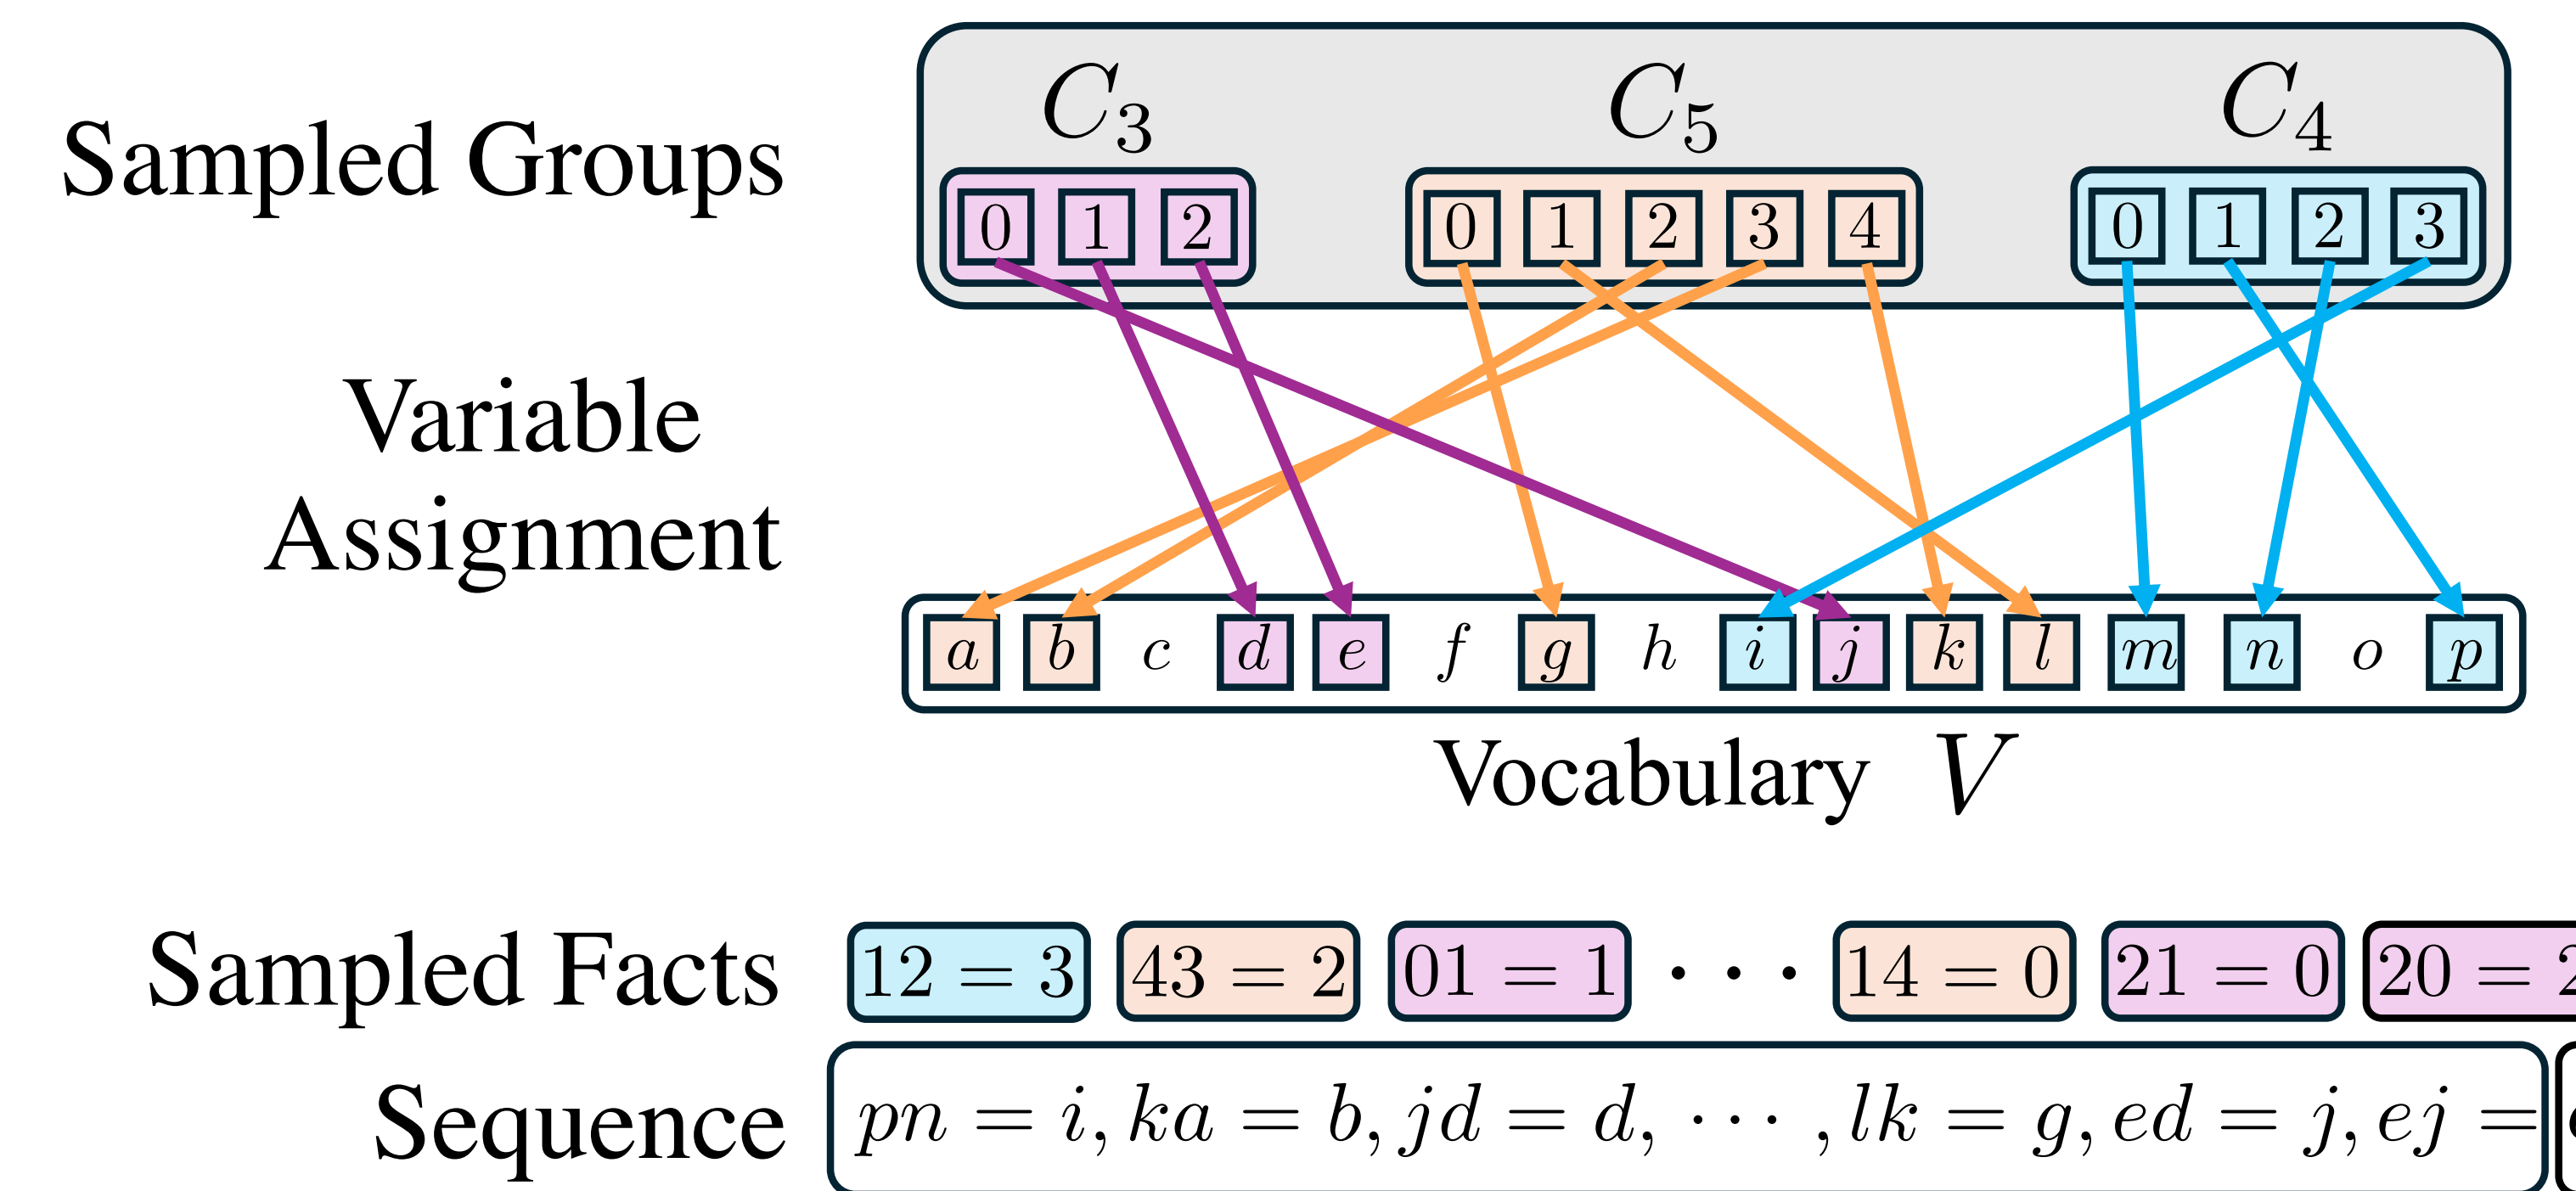 Sampled Groups
C₃ C₅ C₄
0 1 2 0 1 2 3 4 0 1 2 3
Variable
Assignment
a b c d e f g h i j k l m n o p
Vocabulary V
Sampled Facts 12 = 3 43 = 2 01 = 1 ··· 14 = 0 21 = 0 20 = 2
Sequence pn = i, ka = b, jd = d, ··· , lk = g, ed = j, ej =